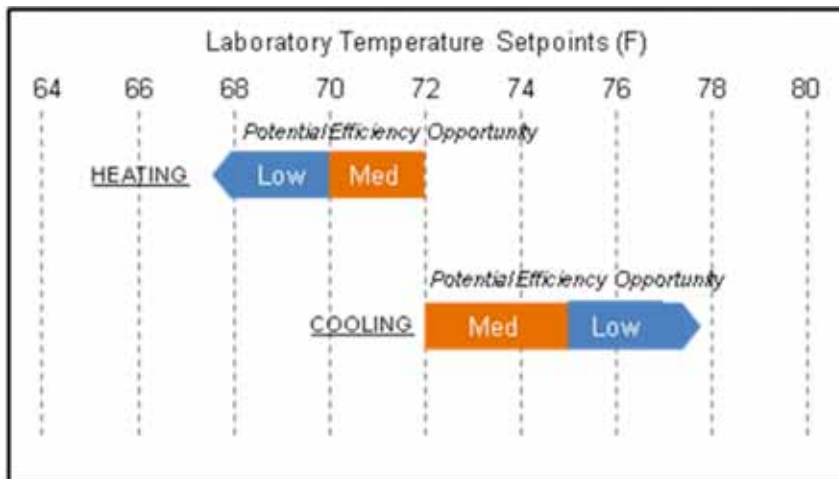 Laboratory Temperature Setpoints (F)
64 66 68 70 72 74 76 78 80
Potential Efficiency Opportunity
HEATING Low Med
Potential Efficiency Opportunity
COOLING Med Low